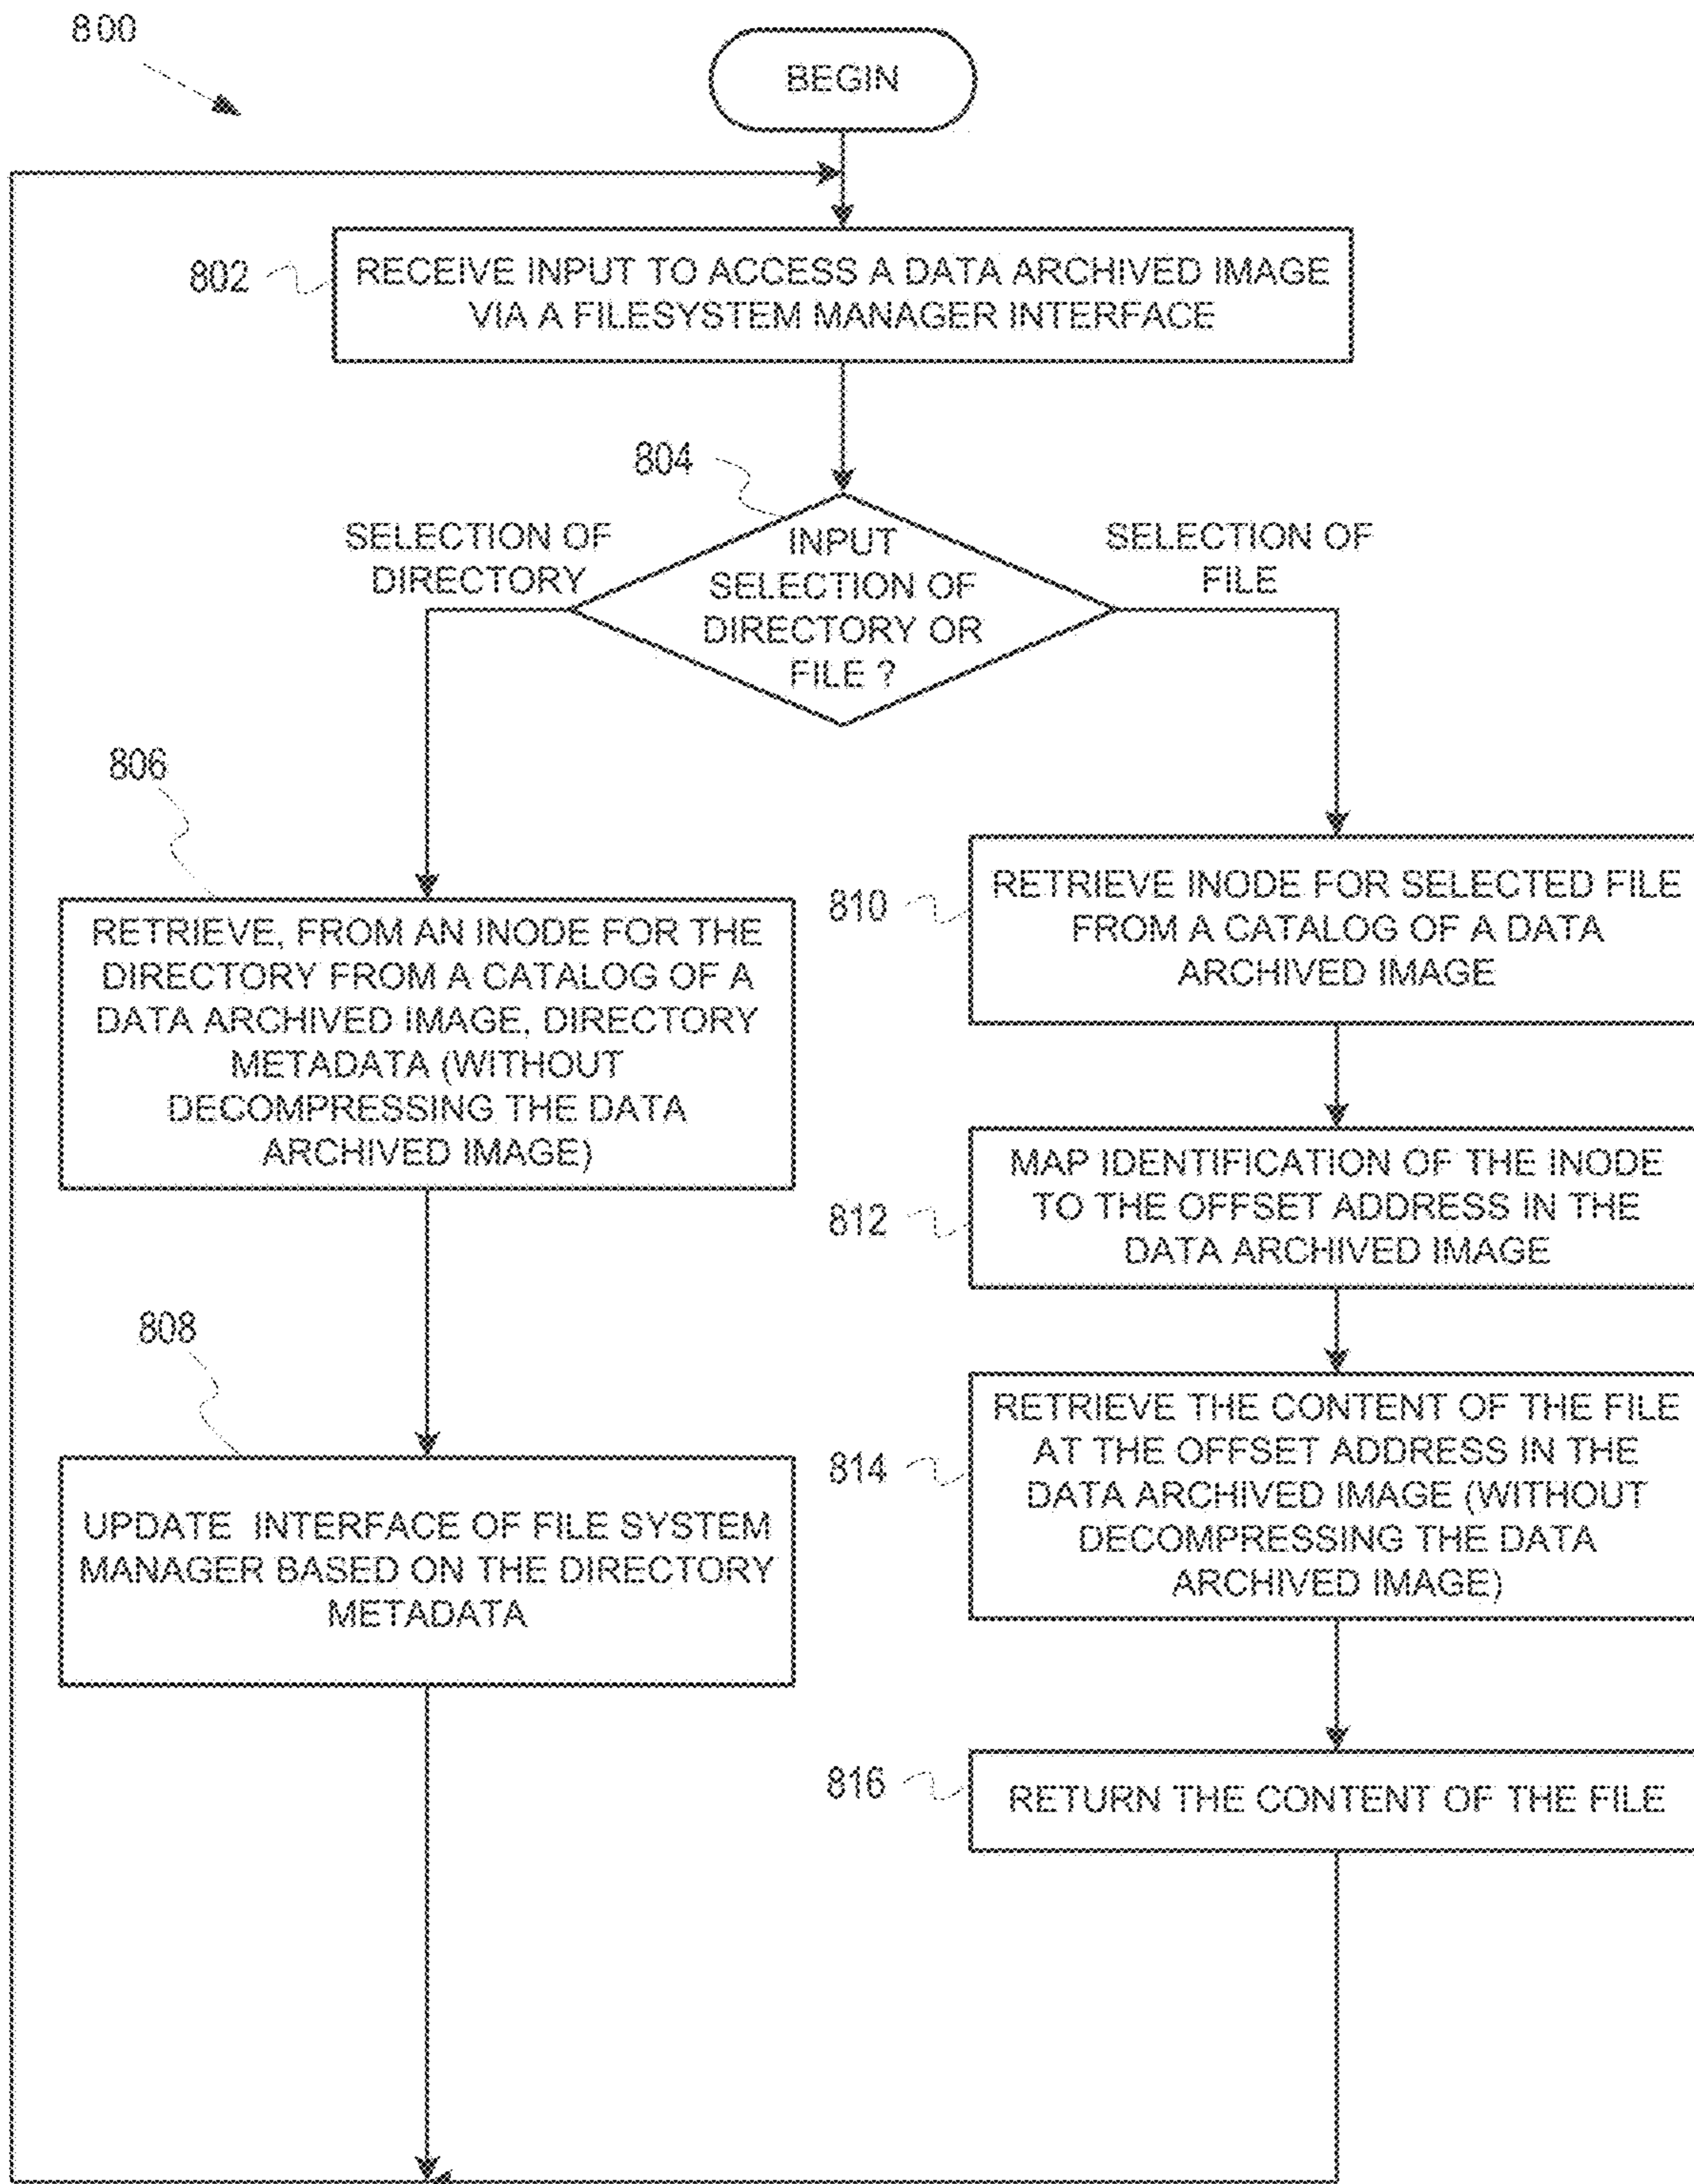 800
BEGIN
802
RECEIVE INPUT TO ACCESS A DATA ARCHIVED IMAGE
VIA A FILESYSTEM MANAGER INTERFACE
804
SELECTION OF
DIRECTORY
INPUT
SELECTION OF
DIRECTORY OR
FILE ?
SELECTION OF
FILE
806
RETRIEVE, FROM AN INODE FOR THE
DIRECTORY FROM A CATALOG OF A
DATA ARCHIVED IMAGE, DIRECTORY
METADATA (WITHOUT
DECOMPRESSING THE DATA
ARCHIVED IMAGE)
808
UPDATE INTERFACE OF FILE SYSTEM
MANAGER BASED ON THE DIRECTORY
METADATA
810
RETRIEVE INODE FOR SELECTED FILE
FROM A CATALOG OF A DATA
ARCHIVED IMAGE
812
MAP IDENTIFICATION OF THE INODE
TO THE OFFSET ADDRESS IN THE
DATA ARCHIVED IMAGE
814
RETRIEVE THE CONTENT OF THE FILE
AT THE OFFSET ADDRESS IN THE
DATA ARCHIVED IMAGE (WITHOUT
DECOMPRESSING THE DATA
ARCHIVED IMAGE)
816
RETURN THE CONTENT OF THE FILE